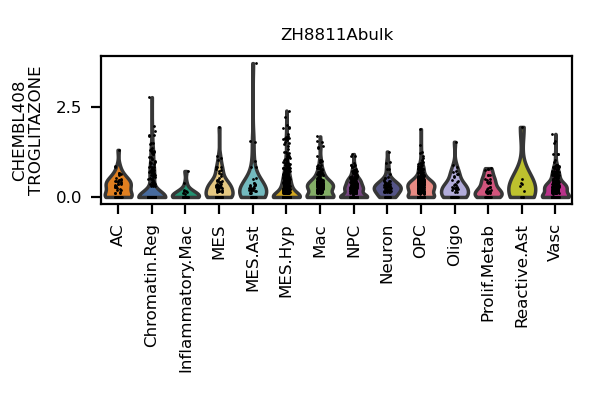 ZH8811Abulk
CHEMBL408
TROGLITAZONE
2.5
0.0
AC
Chromatin.Reg
Inflammatory.Mac
MES
MES.Ast
MES.Hyp
Mac
NPC
Neuron
OPC
Oligo
Prolif.Metab
Reactive.Ast
Vasc